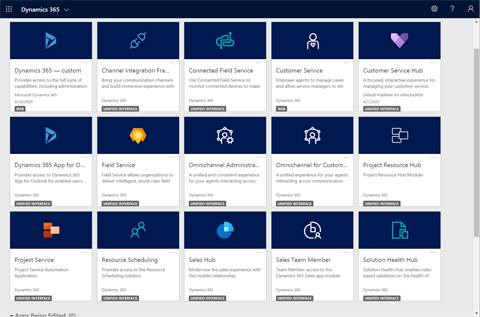 Dynamics 365
Dynamics 365 — custom
Provides access to the full suite of
capabilities, including administration
Microsoft Dynamics 365
4/29/2020
WEB
Channel Integration Fra...
Bring your communication channels
and build immersive experience with
Dynamics 365
UNIFIED INTERFACE
Connected Field Service
Use Connected Field Service to
monitor connected devices to make
Dynamics 365
UNIFIED INTERFACE
Customer Service
Empower agents to manage cases
and allow service managers to set
Dynamics 365
WEB
Customer Service Hub
A focused, interactive experience for
managing your customer service.
Default Publisher for
4/7/2020
UNIFIED INTERFACE
Dynamics 365 App for O...
Provides access to the Dynamics 365
App for Outlook for enabled users.
Dynamics 365
UNIFIED INTERFACE
Field Service
Field Service allows organizations to
deliver intelligent, world class field
Dynamics 365
UNIFIED INTERFACE
Omnichannel Administra...
A unified and consistent experience
for your agents interacting across
Dynamics 365
UNIFIED INTERFACE
Omnichannel for Custom...
A unified experience for your agents
interacting across communication
Dynamics 365
UNIFIED INTERFACE
Project Resource Hub
Project Resource Hub Module
Dynamics 365
UNIFIED INTERFACE
Project Service
Project Service Automation
Application.
Dynamics 365
UNIFIED INTERFACE
Resource Scheduling
Provides access to the Resource
Scheduling solution
Dynamics 365
UNIFIED INTERFACE
Sales Hub
Modernize the sales experience with
this mobile relationship
Dynamics 365
UNIFIED INTERFACE
Sales Team Member
Team Member access to the
Dynamics 365 Sales app module.
Dynamics 365
UNIFIED INTERFACE
Solution Health Hub
Solution Health Hub enables rules-
based validation on the health of
Dynamics 365
UNIFIED INTERFACE
Apps Being Edited (0)